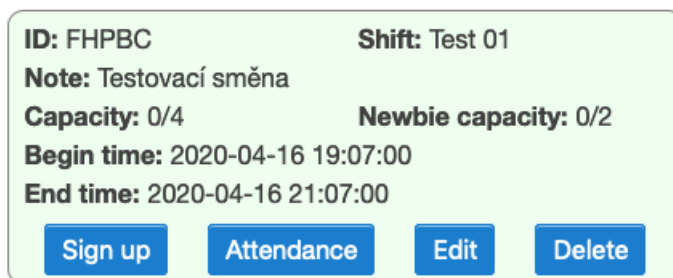 ID: FHPBC Shift: Test 01
Note: Testovací směna
Capacity: 0/4 Newbie capacity: 0/2
Begin time: 2020-04-16 19:07:00
End time: 2020-04-16 21:07:00
Sign up Attendance Edit Delete